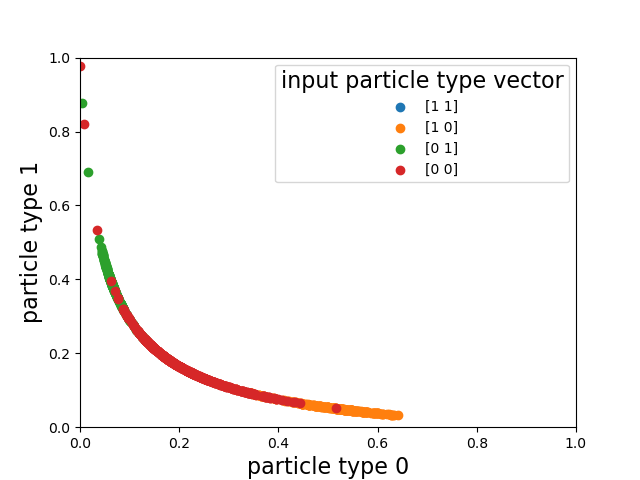 input particle type vector
[1 1]
[1 0]
[0 1]
[0 0]
particle type 1
1.0
0.8
0.6
0.4
0.2
0.0
0.0 0.2 0.4 0.6 0.8 1.0
particle type 0